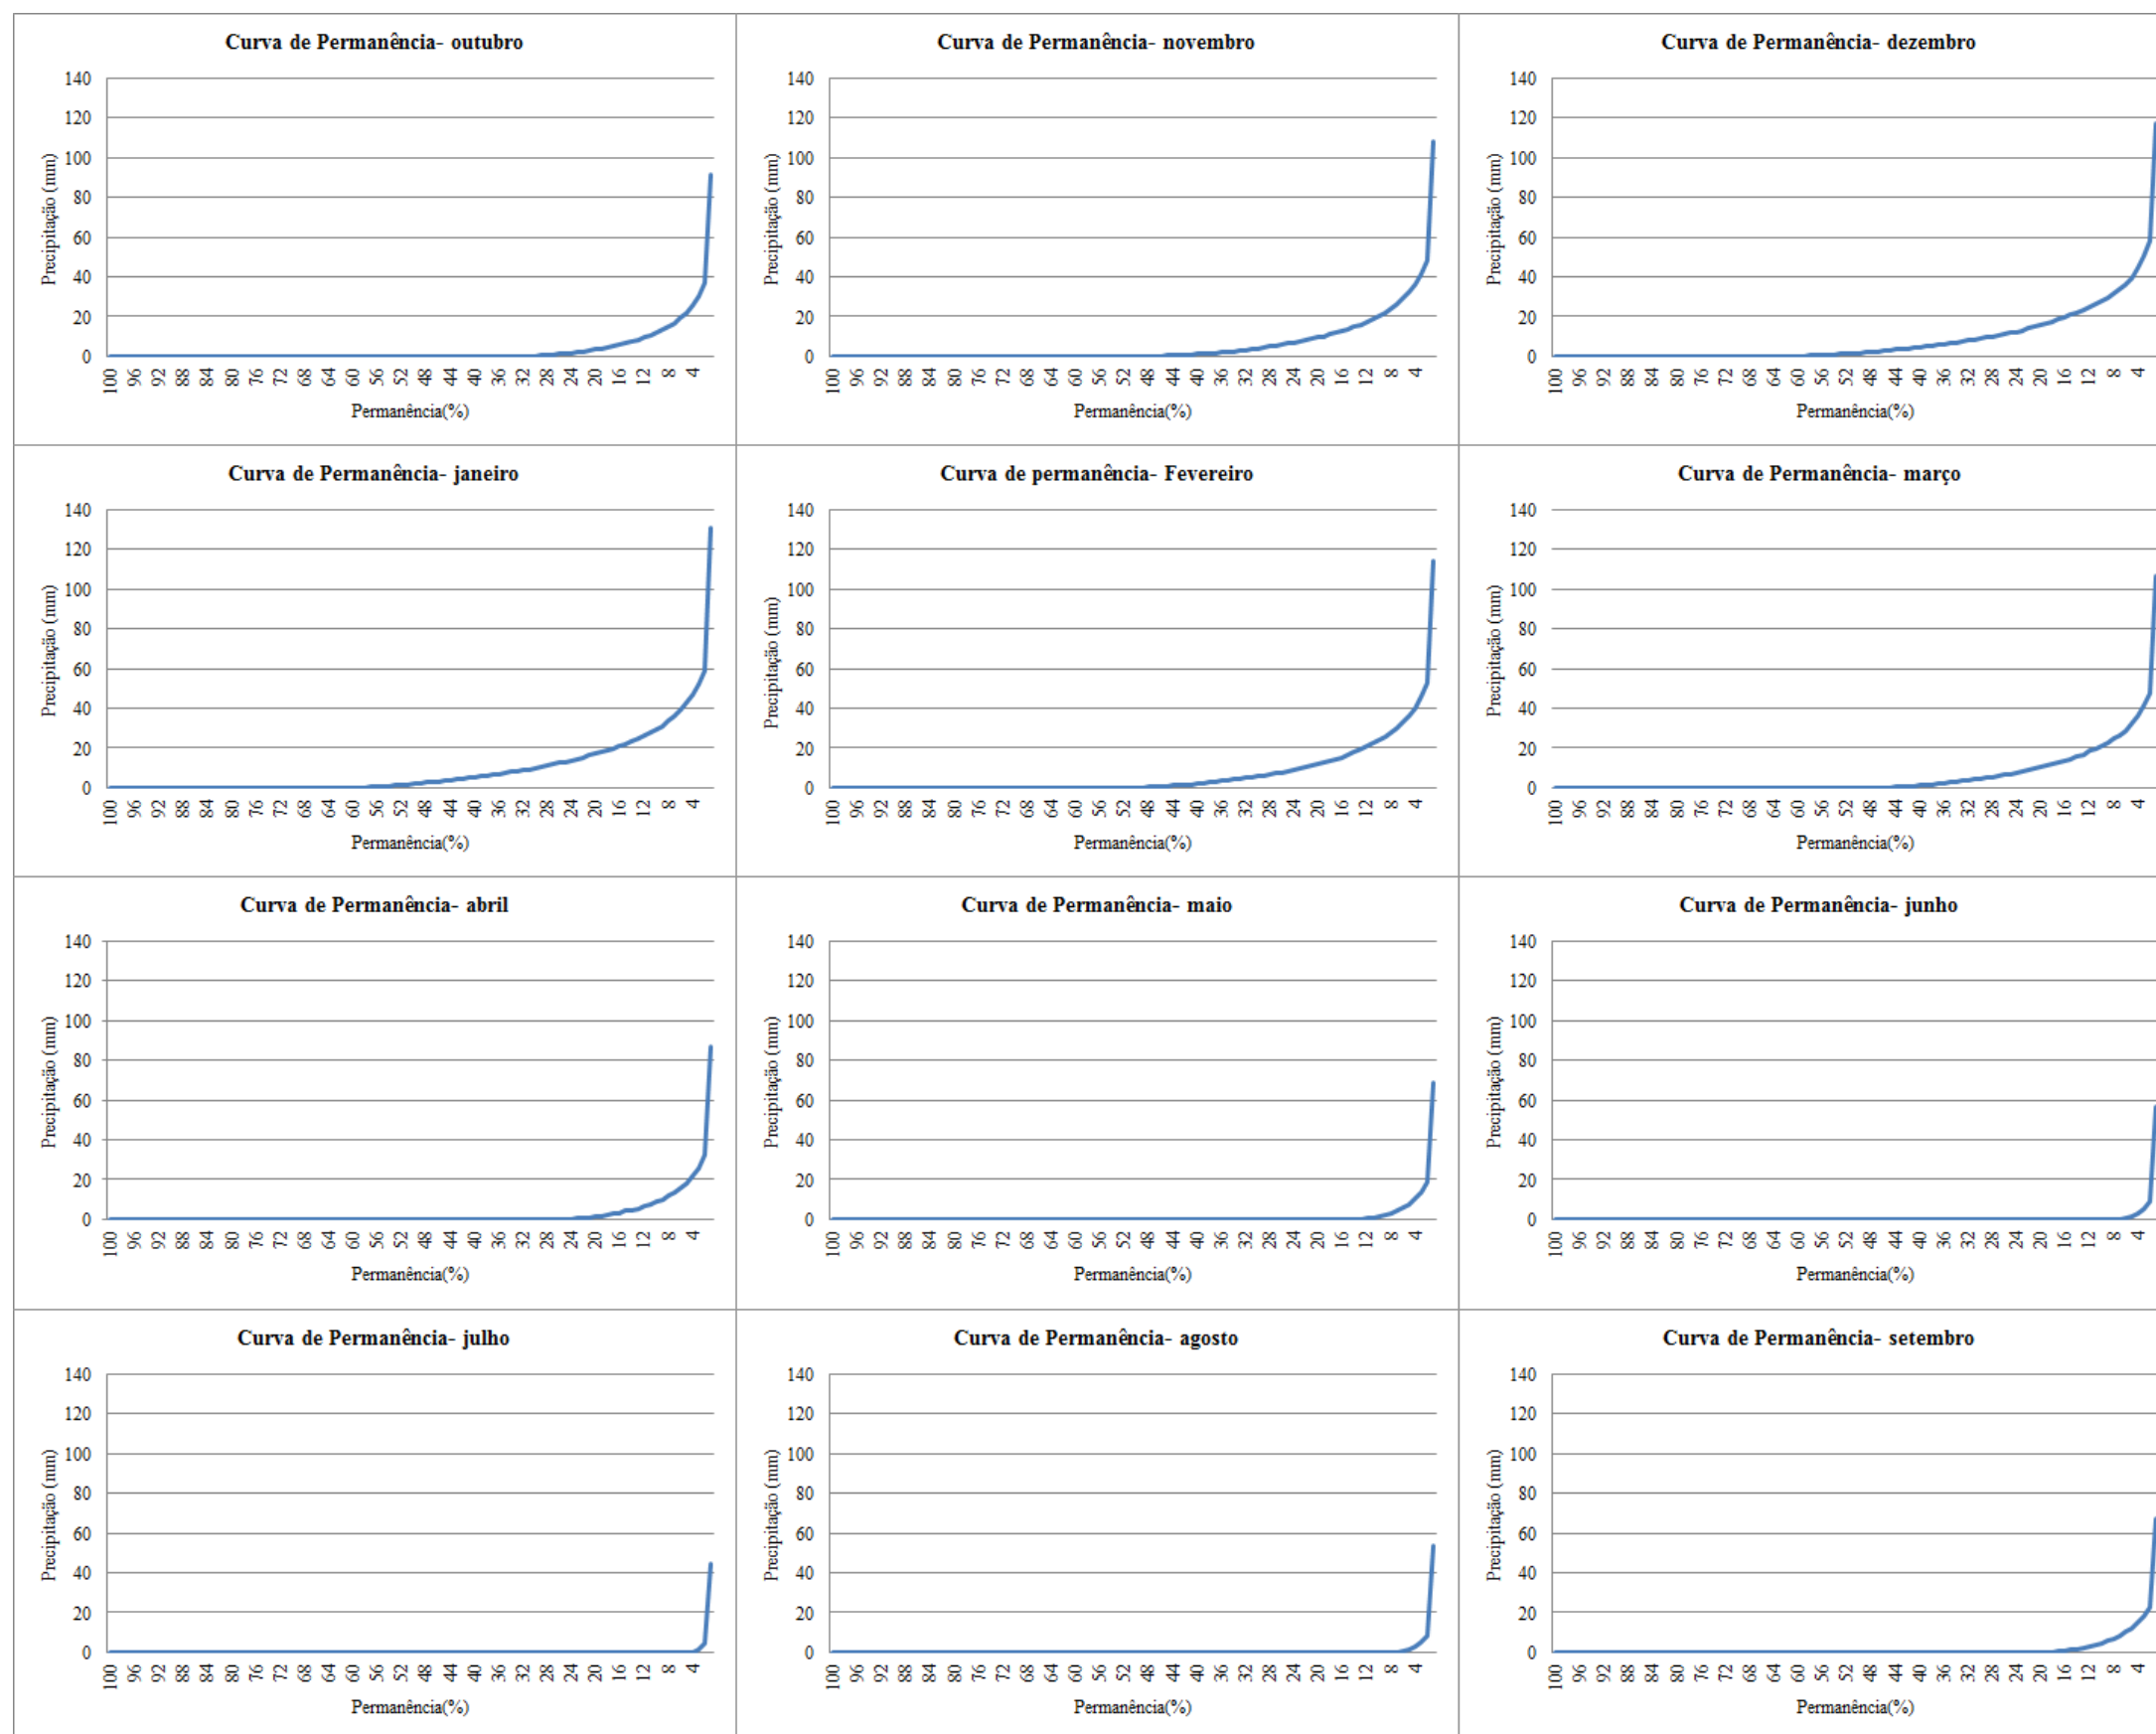 Curva de Permanência- outubro
140
120
100
80
60
40
20
0
Precipitação (mm)
100 96 92 88 84 80 76 72 68 64 60 56 52 48 44 40 36 32 28 24 20 16 12 8 4
Permanência(%)
Curva de Permanência- novembro
140
120
100
80
60
40
20
0
Precipitação (mm)
100 96 92 88 84 80 76 72 68 64 60 56 52 48 44 40 36 32 28 24 20 16 12 8 4
Permanência(%)
Curva de Permanência- dezembro
140
120
100
80
60
40
20
0
Precipitação (mm)
100 96 92 88 84 80 76 72 68 64 60 56 52 48 44 40 36 32 28 24 20 16 12 8 4
Permanência(%)
Curva de Permanência- janeiro
140
120
100
80
60
40
20
0
Precipitação (mm)
100 96 92 88 84 80 76 72 68 64 60 56 52 48 44 40 36 32 28 24 20 16 12 8 4
Permanência(%)
Curva de permanência- Fevereiro
140
120
100
80
60
40
20
0
Precipitação (mm)
100 96 92 88 84 80 76 72 68 64 60 56 52 48 44 40 36 32 28 24 20 16 12 8 4
Permanência(%)
Curva de Permanência- março
140
120
100
80
60
40
20
0
Precipitação (mm)
100 96 92 88 84 80 76 72 68 64 60 56 52 48 44 40 36 32 28 24 20 16 12 8 4
Permanência(%)
Curva de Permanência- abril
140
120
100
80
60
40
20
0
Precipitação (mm)
100 96 92 88 84 80 76 72 68 64 60 56 52 48 44 40 36 32 28 24 20 16 12 8 4
Permanência(%)
Curva de Permanência- maio
140
120
100
80
60
40
20
0
Precipitação (mm)
100 96 92 88 84 80 76 72 68 64 60 56 52 48 44 40 36 32 28 24 20 16 12 8 4
Permanência(%)
Curva de Permanência- junho
140
120
100
80
60
40
20
0
Precipitação (mm)
100 96 92 88 84 80 76 72 68 64 60 56 52 48 44 40 36 32 28 24 20 16 12 8 4
Permanência(%)
Curva de Permanência- julho
140
120
100
80
60
40
20
0
Precipitação (mm)
100 96 92 88 84 80 76 72 68 64 60 56 52 48 44 40 36 32 28 24 20 16 12 8 4
Permanência(%)
Curva de Permanência- agosto
140
120
100
80
60
40
20
0
Precipitação (mm)
100 96 92 88 84 80 76 72 68 64 60 56 52 48 44 40 36 32 28 24 20 16 12 8 4
Permanência(%)
Curva de Permanência- setembro
140
120
100
80
60
40
20
0
Precipitação (mm)
100 96 92 88 84 80 76 72 68 64 60 56 52 48 44 40 36 32 28 24 20 16 12 8 4
Permanência(%)